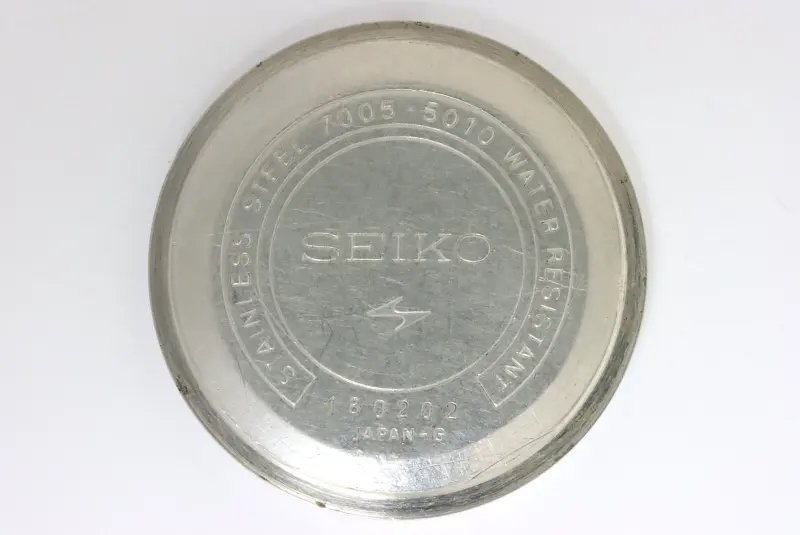 STAINLESS STEEL 7005-5010 WATER RESISTANT
SEIKO
180202
JAPAN-G